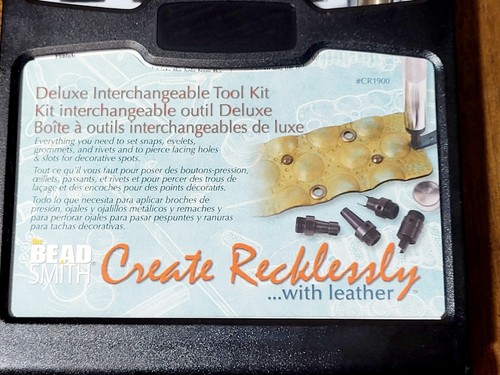 #CR1900
Deluxe Interchangeable Tool Kit
Kit interchangeable outil Deluxe
Boîte à outils interchangeables de luxe
Everything you need to set snaps, eyelets,
grommets, and rivets and to pierce lacing holes
& slots for decorative spots.
Tout ce qu'il vous faut pour poser des boutons-pression,
œillets, passants, et rivets et pour percer des trous de
laçage et des encoches pour des points décoratifs.
Todo lo que necesita para aplicar broches de
presión, ojales y ojalillos metálicos y remaches y
para perforar ojales para pasar pespuntes y ranuras
para tachas decorativas.
the
BEAD
SMITH
Create Recklessly
...with leather